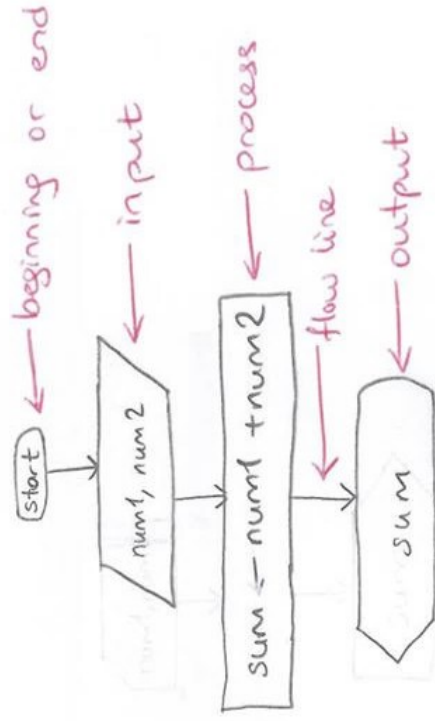 start
beginning or end
num1, num2
input
sum ← num1 + num2
process
flow line
sum
output